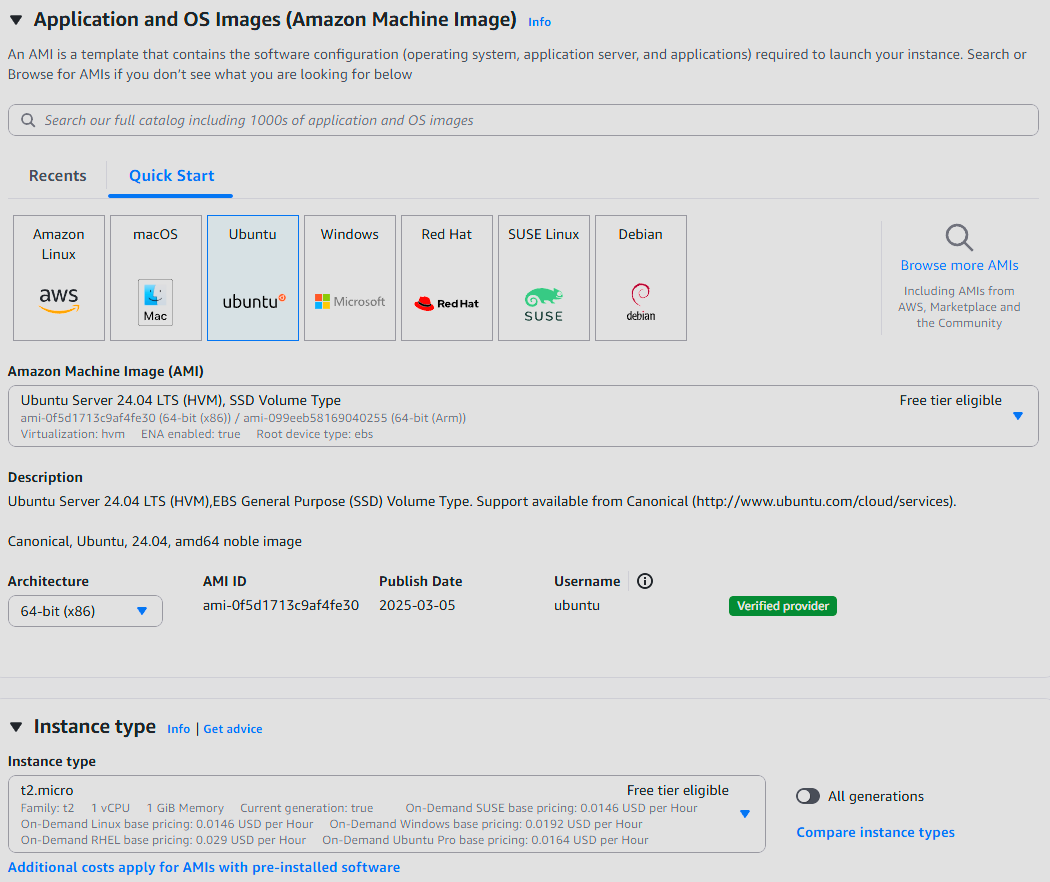 Application and OS Images (Amazon Machine Image) Info
An AMI is a template that contains the software configuration (operating system, application server, and applications) required to launch your instance. Search or
Browse for AMIs if you don't see what you are looking for below
Search our full catalog including 1000s of application and OS images
Recents
Quick Start
Amazon
Linux
aws
macOS
Mac
Ubuntu
ubuntu
Windows
Microsoft
Red Hat
Red Hat
SUSE Linux
SUSE
Debian
debian
Browse more AMIs
Including AMIs from
AWS, Marketplace and
the Community
Amazon Machine Image (AMI)
Ubuntu Server 24.04 LTS (HVM), SSD Volume Type Free tier eligible
ami-0f5d1713c9af4fe30 (64-bit (x86)) / ami-099eeb58169040255 (64-bit (Arm))
Virtualization: hvm ENA enabled: true Root device type: ebs
Description
Ubuntu Server 24.04 LTS (HVM),EBS General Purpose (SSD) Volume Type. Support available from Canonical (http://www.ubuntu.com/cloud/services).
Canonical, Ubuntu, 24.04, amd64 noble image
Architecture AMI ID Publish Date Username
64-bit (x86) ami-0f5d1713c9af4fe30 2025-03-05 ubuntu Verified provider
Instance type Info | Get advice
Instance type
t2.micro Free tier eligible
Family: t2 1 vCPU 1 GiB Memory Current generation: true On-Demand SUSE base pricing: 0.0146 USD per Hour
On-Demand Linux base pricing: 0.0146 USD per Hour On-Demand Windows base pricing: 0.0192 USD per Hour
On-Demand RHEL base pricing: 0.029 USD per Hour On-Demand Ubuntu Pro base pricing: 0.0164 USD per Hour
All generations
Compare instance types
Additional costs apply for AMIs with pre-installed software